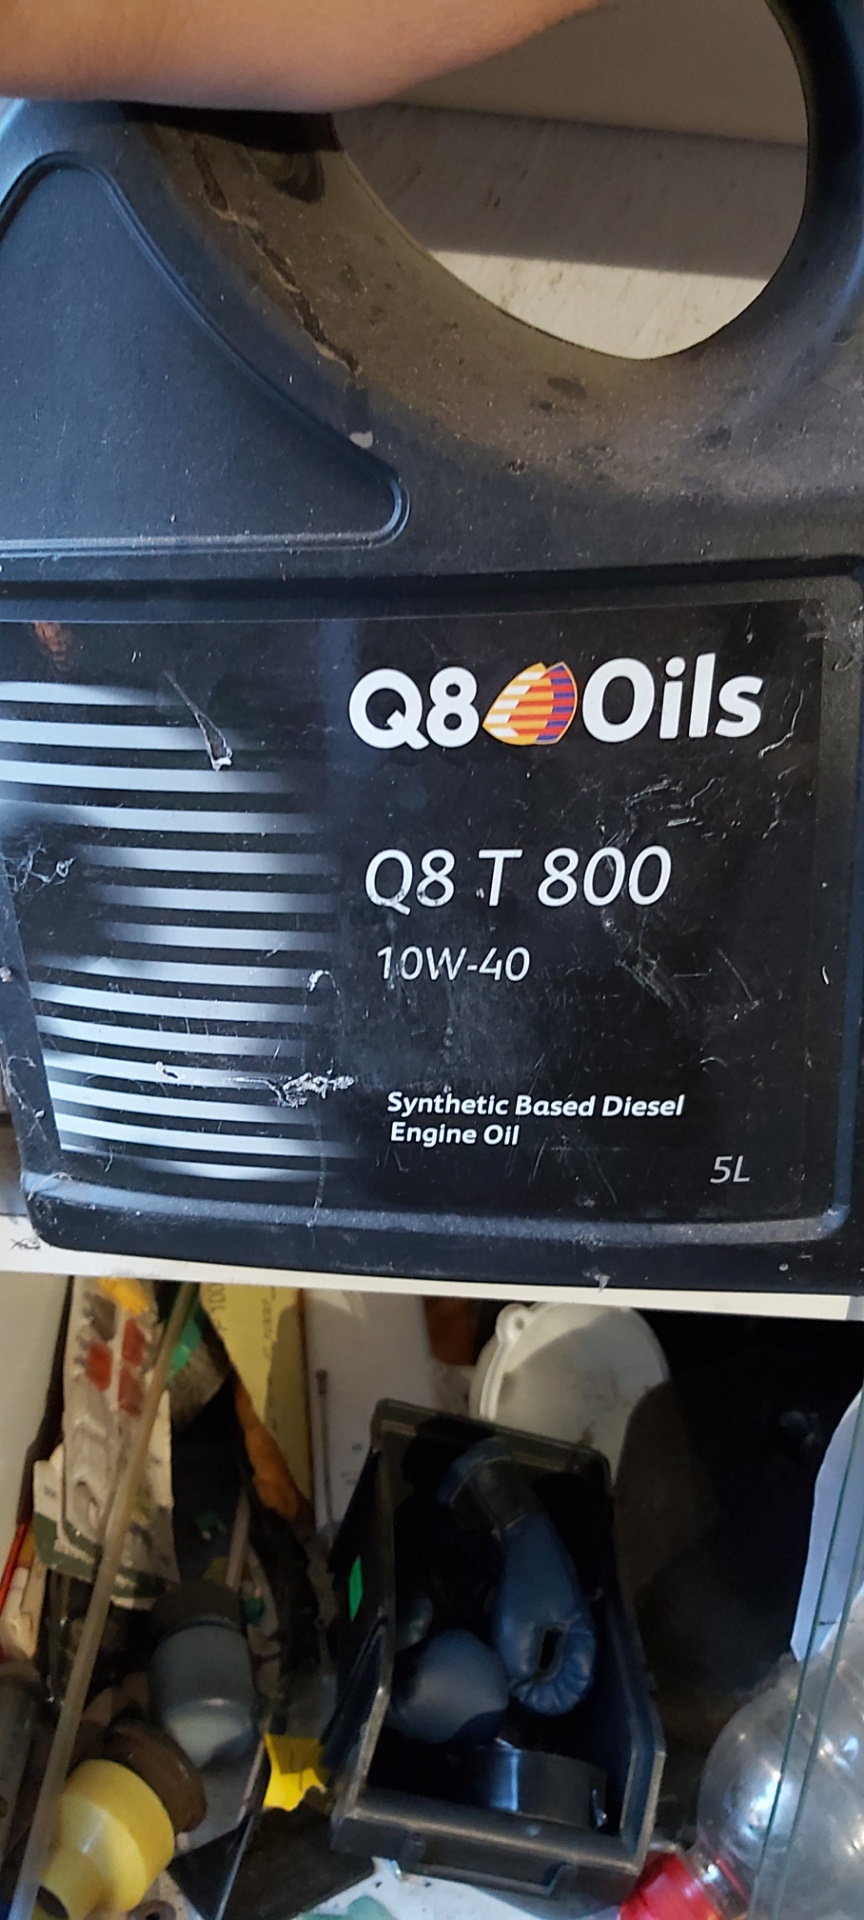 Q8 Oils
Q8 T 800
10W-40
Synthetic Based Diesel
Engine Oil
5L